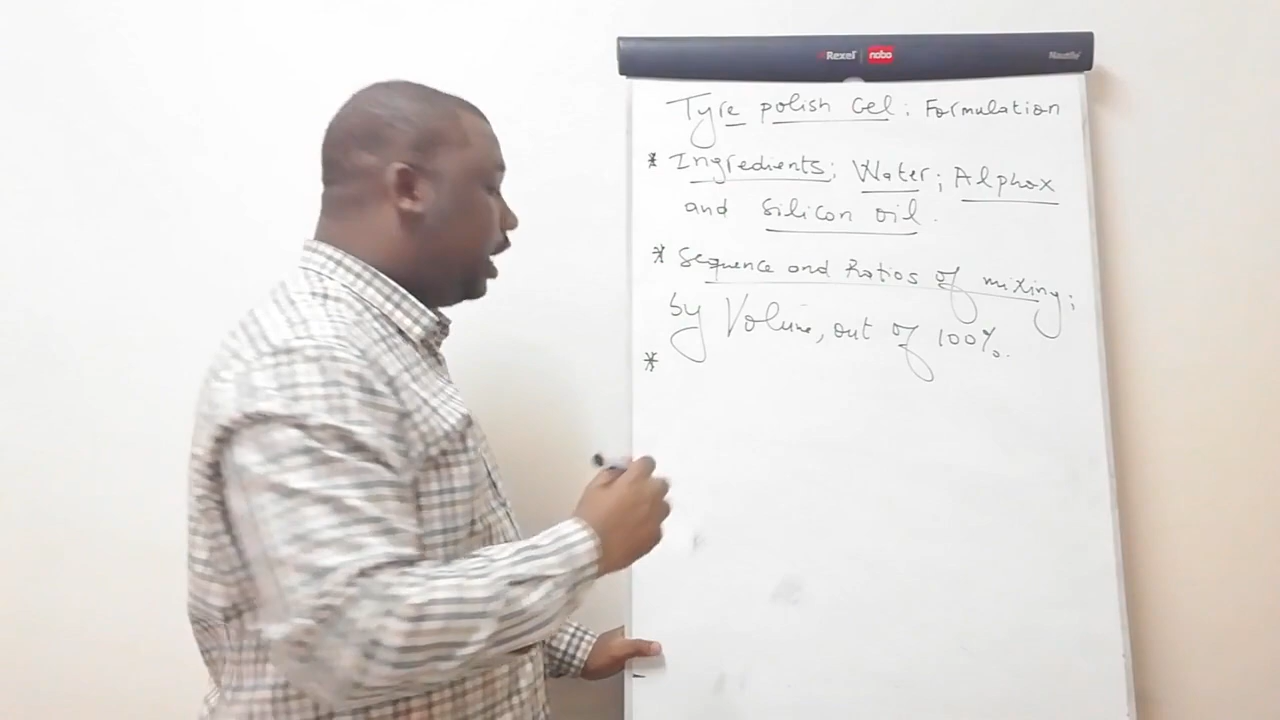 Rexel nobo Nautile
Tyre polish Gel; Formulation
* Ingredients; Water; Alphox
and Silicon oil.
* Sequence and Ratios of mixing;
by Volume, out of 100%.
*